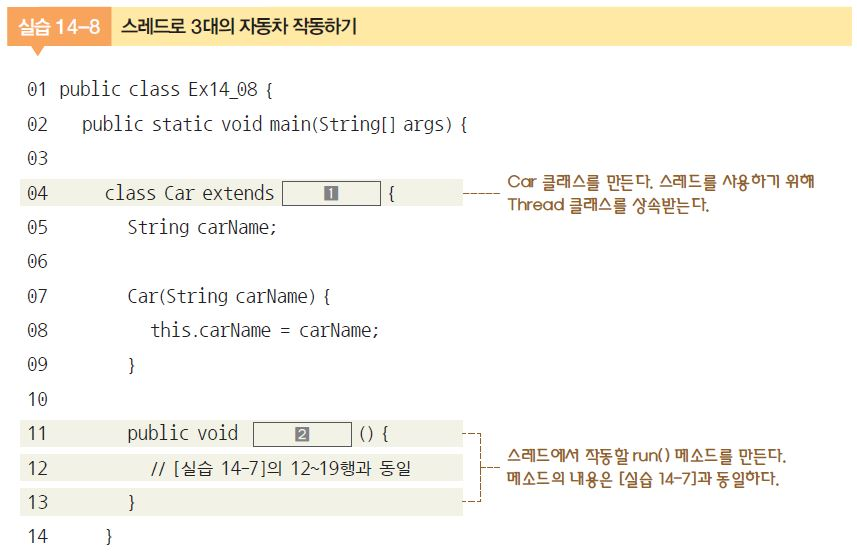 실습 14-8 스레드로 3대의 자동차 작동하기
01 public class Ex14_08 {
02 public static void main(String[] args) {
03
04 class Car extends 1 {
Car 클래스를 만든다. 스레드를 사용하기 위해
Thread 클래스를 상속받는다.
05 String carName;
06
07 Car(String carName) {
08 this.carName = carName;
09 }
10
11 public void 2 () {
12 // [실습 14-7]의 12~19행과 동일
13 }
스레드에서 작동할 run() 메소드를 만든다.
메소드의 내용은 [실습 14-7]과 동일하다.
14 }